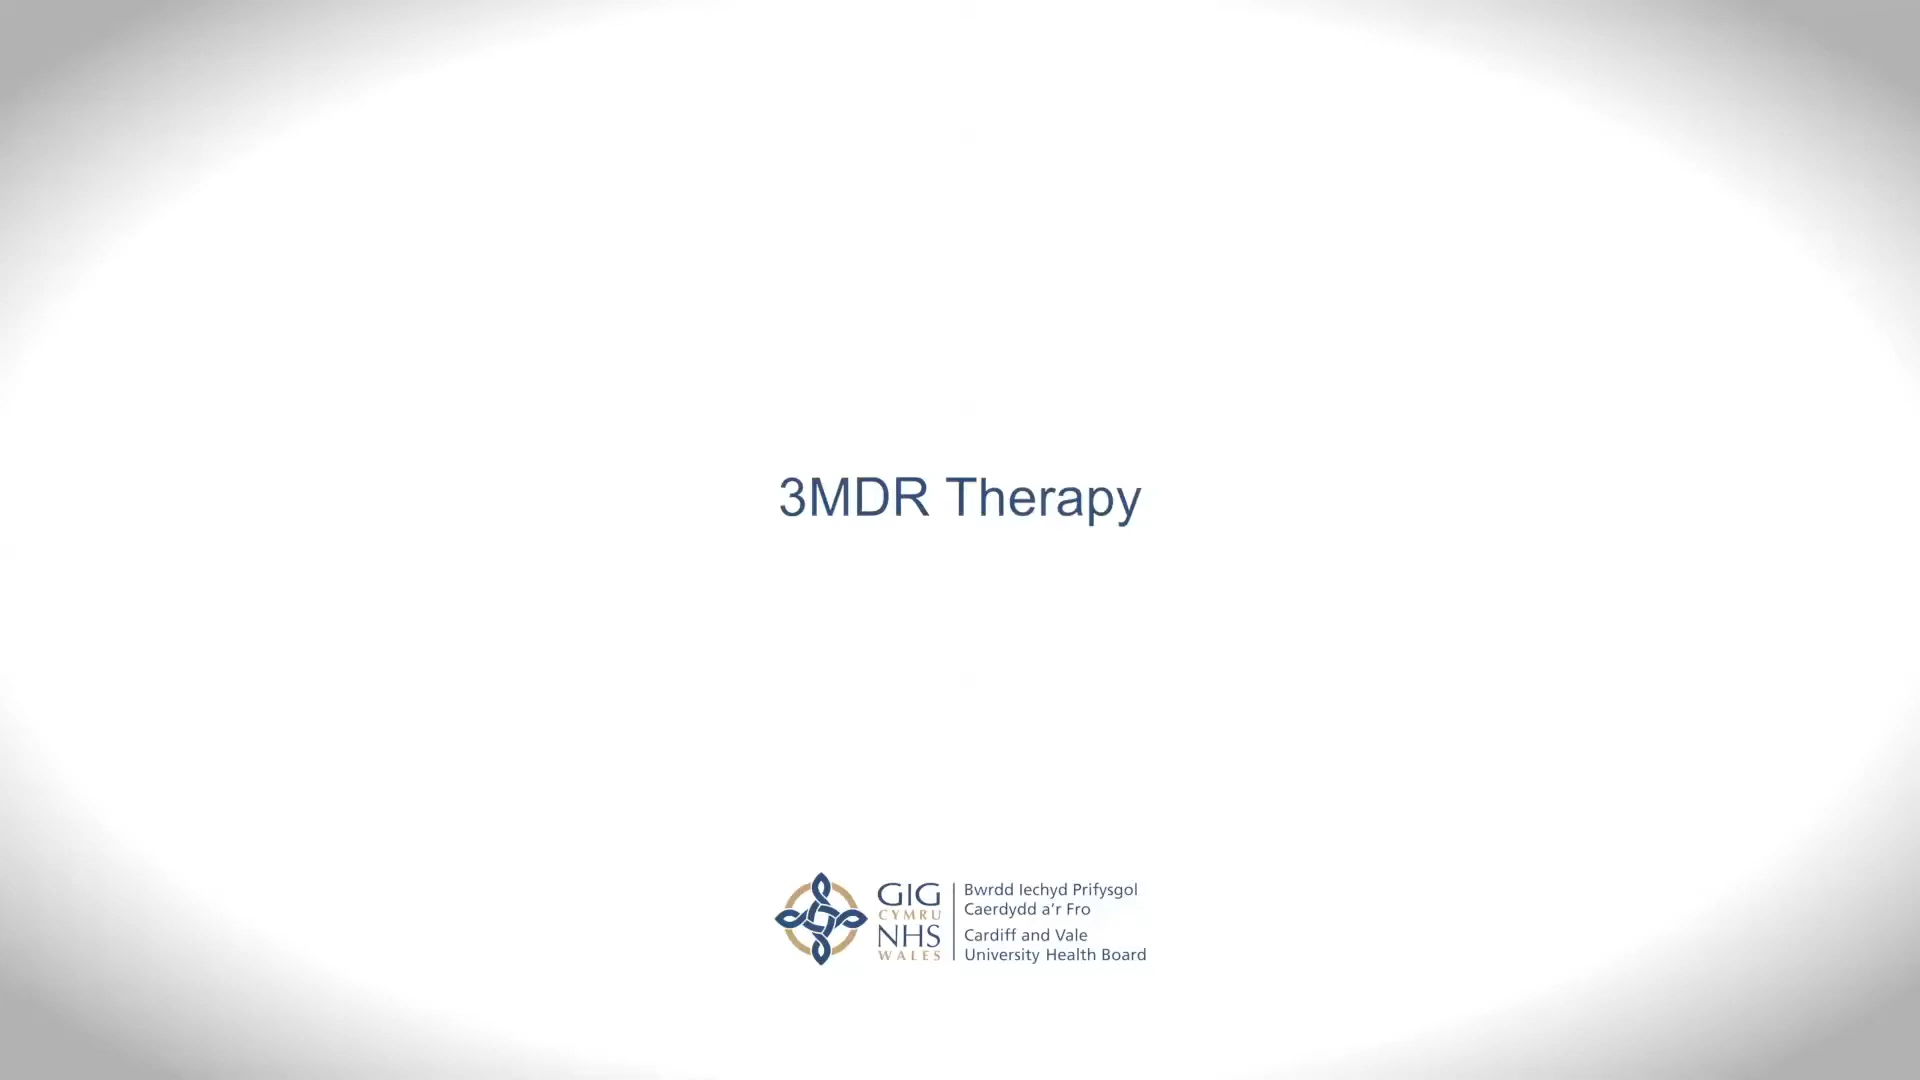 3MDR Therapy
GIG
CYMRU
NHS
WALES
Bwrdd Iechyd Prifysgol
Caerdydd a'r Fro
Cardiff and Vale
University Health Board